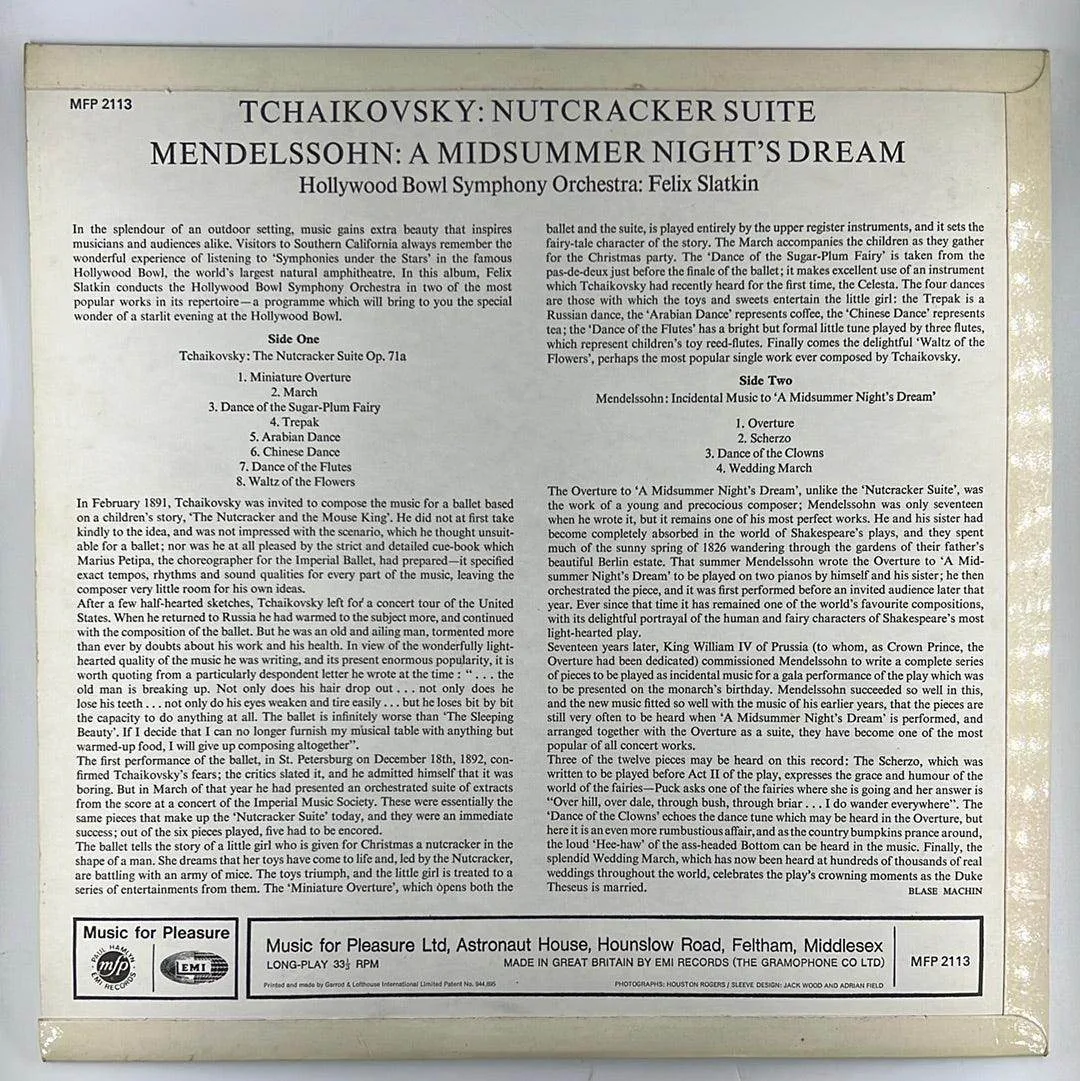 MFP 2113
TCHAIKOVSKY: NUTCRACKER SUITE
MENDELSSOHN: A MIDSUMMER NIGHT'S DREAM
Hollywood Bowl Symphony Orchestra: Felix Slatkin
In the splendour of an outdoor setting, music gains extra beauty that inspires
musicians and audiences alike. Visitors to Southern California always remember the
wonderful experience of listening to 'Symphonies under the Stars' in the famous
Hollywood Bowl, the world's largest natural amphitheatre. In this album, Felix
Slatkin conducts the Hollywood Bowl Symphony Orchestra in two of the most
popular works in its repertoire—a programme which will bring to you the special
wonder of a starlit evening at the Hollywood Bowl.
Side One
Tchaikovsky: The Nutcracker Suite Op. 71a
1. Miniature Overture
2. March
3. Dance of the Sugar-Plum Fairy
4. Trepak
5. Arabian Dance
6. Chinese Dance
7. Dance of the Flutes
8. Waltz of the Flowers
In February 1891, Tchaikovsky was invited to compose the music for a ballet based
on a children's story, 'The Nutcracker and the Mouse King'. He did not at first take
kindly to the idea, and was not impressed with the scenario, which he thought unsuit-
able for a ballet; nor was he at all pleased by the strict and detailed cue-book which
Marius Petipa, the choreographer for the Imperial Ballet, had prepared—it specified
exact tempos, rhythms and sound qualities for every part of the music, leaving the
composer very little room for his own ideas.
After a few half-hearted sketches, Tchaikovsky left for a concert tour of the United
States. When he returned to Russia he had warmed to the subject more, and continued
with the composition of the ballet. But he was an old and ailing man, tormented more
than ever by doubts about his work and his health. In view of the wonderfully light-
hearted quality of the music he was writing, and its present enormous popularity, it is
worth quoting from a particularly despondent letter he wrote at the time : “ . . . the
old man is breaking up. Not only does his hair drop out . . . not only does he
lose his teeth . . . not only do his eyes weaken and tire easily . . . but he loses bit by bit
the capacity to do anything at all. The ballet is infinitely worse than 'The Sleeping
Beauty'. If I decide that I can no longer furnish my musical table with anything but
warmed-up food, I will give up composing altogether”.
The first performance of the ballet, in St. Petersburg on December 18th, 1892, con-
firmed Tchaikovsky's fears; the critics slated it, and he admitted himself that it was
boring. But in March of that year he had presented an orchestrated suite of extracts
from the score at a concert of the Imperial Music Society. These were essentially the
same pieces that make up the 'Nutcracker Suite' today, and they were an immediate
success; out of the six pieces played, five had to be encored.
The ballet tells the story of a little girl who is given for Christmas a nutcracker in the
shape of a man. She dreams that her toys have come to life and, led by the Nutcracker,
are battling with an army of mice. The toys triumph, and the little girl is treated to a
series of entertainments from them. The 'Miniature Overture', which opens both the
ballet and the suite, is played entirely by the upper register instruments, and it sets the
fairy-tale character of the story. The March accompanies the children as they gather
for the Christmas party. The 'Dance of the Sugar-Plum Fairy' is taken from the
pas-de-deux just before the finale of the ballet; it makes excellent use of an instrument
which Tchaikovsky had recently heard for the first time, the Celesta. The four dances
are those with which the toys and sweets entertain the little girl: the Trepak is a
Russian dance, the 'Arabian Dance' represents coffee, the 'Chinese Dance' represents
tea; the 'Dance of the Flutes' has a bright but formal little tune played by three flutes,
which represent children's toy reed-flutes. Finally comes the delightful 'Waltz of the
Flowers', perhaps the most popular single work ever composed by Tchaikovsky.
Side Two
Mendelssohn: Incidental Music to 'A Midsummer Night's Dream'
1. Overture
2. Scherzo
3. Dance of the Clowns
4. Wedding March
The Overture to 'A Midsummer Night's Dream', unlike the 'Nutcracker Suite', was
the work of a young and precocious composer; Mendelssohn was only seventeen
when he wrote it, but it remains one of his most perfect works. He and his sister had
become completely absorbed in the world of Shakespeare's plays, and they spent
much of the sunny spring of 1826 wandering through the gardens of their father's
beautiful Berlin estate. That summer Mendelssohn wrote the Overture to 'A Mid-
summer Night's Dream' to be played on two pianos by himself and his sister; he then
orchestrated the piece, and it was first performed before an invited audience later that
year. Ever since that time it has remained one of the world's favourite compositions,
with its delightful portrayal of the human and fairy characters of Shakespeare's most
light-hearted play.
Seventeen years later, King William IV of Prussia (to whom, as Crown Prince, the
Overture had been dedicated) commissioned Mendelssohn to write a complete series
of pieces to be played as incidental music for a gala performance of the play which was
to be presented on the monarch's birthday. Mendelssohn succeeded so well in this,
and the new music fitted so well with the music of his earlier years, that the pieces are
still very often to be heard when 'A Midsummer Night's Dream' is performed, and
arranged together with the Overture as a suite, they have become one of the most
popular of all concert works.
Three of the twelve pieces may be heard on this record: The Scherzo, which was
written to be played before Act II of the play, expresses the grace and humour of the
world of the fairies—Puck asks one of the fairies where she is going and her answer is
“Over hill, over dale, through bush, through briar . . . I do wander everywhere”. The
'Dance of the Clowns' echoes the dance tune which may be heard in the Overture, but
here it is an even more rumbustious affair, and as the country bumpkins prance around,
the loud 'Hee-haw' of the ass-headed Bottom can be heard in the music. Finally, the
splendid Wedding March, which has now been heard at hundreds of thousands of real
weddings throughout the world, celebrates the play's crowning moments as the Duke
Theseus is married.
BLASE MACHIN
Music for Pleasure
PAUL HAMLYN
mfp
EMI RECORDS
EMI
Music for Pleasure Ltd, Astronaut House, Hounslow Road, Feltham, Middlesex
LONG-PLAY 33⅓ RPM
MADE IN GREAT BRITAIN BY EMI RECORDS (THE GRAMOPHONE CO LTD)
MFP 2113
Printed and made by Garrod & Lofthouse International Limited Patent No. 944,895
PHOTOGRAPHS: HOUSTON ROGERS / SLEEVE DESIGN: JACK WOOD AND ADRIAN FIELD